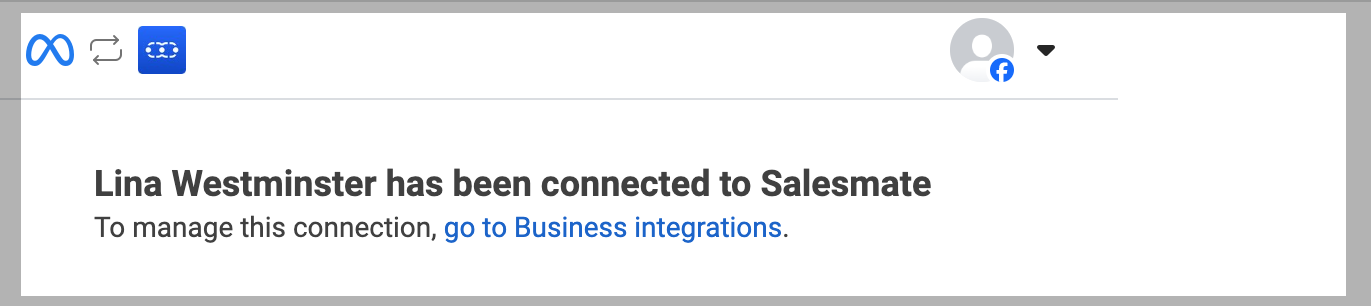 Lina Westminster has been connected to Salesmate
To manage this connection, go to Business integrations.